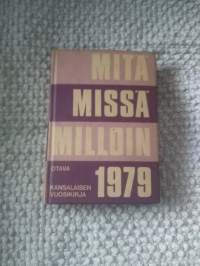 MITÄ
MISSÄ
MILLOIN
OTAVA
1979
KANSALAISEN
VUOSIKIRJA